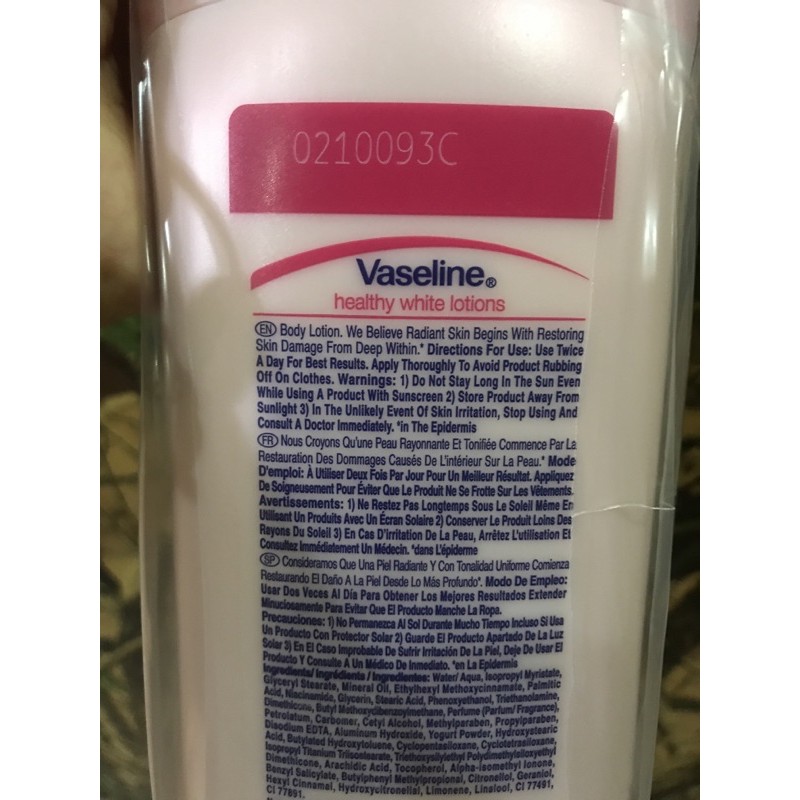 0210093C
Vaseline®
healthy white lotions
EN Body Lotion. We Believe Radiant Skin Begins With Restoring
Skin Damage From Deep Within.* Directions For Use: Use Twice
A Day For Best Results. Apply Thoroughly To Avoid Product Rubbing
Off On Clothes. Warnings: 1) Do Not Stay Long In The Sun Even
While Using A Product With Sunscreen 2) Store Product Away From
Sunlight 3) In The Unlikely Event Of Skin Irritation, Stop Using And
Consult A Doctor Immediately. *in The Epidermis
FR Nous Croyons Qu'une Peau Rayonnante Et Tonifiée Commence Par La
Restauration Des Dommages Causés De L'intérieur Sur La Peau.* Mode
D'emploi: À Utiliser Deux Fois Par Jour Pour Un Meilleur Résultat. Appliquez
De Soigneusement Pour Éviter Que Le Produit Ne Se Frotte Sur Les Vêtements.
Avertissements: 1) Ne Restez Pas Longtemps Sous Le Soleil Même En
Utilisant Un Produits Avec Un Écran Solaire 2) Conserver Le Produit Loins Des
Rayons Du Soleil 3) En Cas D'irritation De La Peau, Arrêtez L'utilisation Et
Consultez Immédiatement Un Médecin. *dans L'épiderme
SP Consideramos Que Una Piel Radiante Y Con Tonalidad Uniforme Comienza
Restaurando El Daño A La Piel Desde Lo Más Profundo*. Modo De Empleo:
Usar Dos Veces Al Día Para Obtener Los Mejores Resultados Extender
Minuciosamente Para Evitar Que El Producto Manche La Ropa.
Precauciones: 1) No Permanezca Al Sol Durante Mucho Tiempo Incluso Si Usa
Un Producto Con Protector Solar 2) Guarde El Producto Apartado De La Luz
Solar 3) En El Caso Improbable De Sufrir Irritación De La Piel, Deje De Usar El
Producto Y Consulte A Un Médico De Inmediato. *en La Epidermis
Ingredients/ Ingrédients / Ingredientes: Water/ Aqua, Isopropyl Myristate,
Glyceryl Stearate, Mineral Oil, Ethylhexyl Methoxycinnamate, Palmitic
Acid, Niacinamide, Glycerin, Stearic Acid, Phenoxyethanol, Triethanolamine,
Dimethicone, Butyl Methoxydibenzoylmethane, Perfume (Parfum/ Fragrance),
Petrolatum, Carbomer, Cetyl Alcohol, Methylparaben, Propylparaben,
Disodium EDTA, Aluminum Hydroxide, Yogurt Powder, Hydroxystearic
Acid, Butylated Hydroxytoluene, Cyclopentasiloxane, Cyclotetrasiloxane,
Isopropyl Titanium Triisostearate, Triethoxysilylethyl Polydimethylsiloxyethyl
Dimethicone, Arachidic Acid, Tocopherol, Alpha-isomethyl Ionone,
Benzyl Salicylate, Butylphenyl Methylpropional, Citronellol, Geraniol,
Hexyl Cinnamal, Hydroxycitronellal, Limonene, Linalool, CI 77491,
CI 77891.